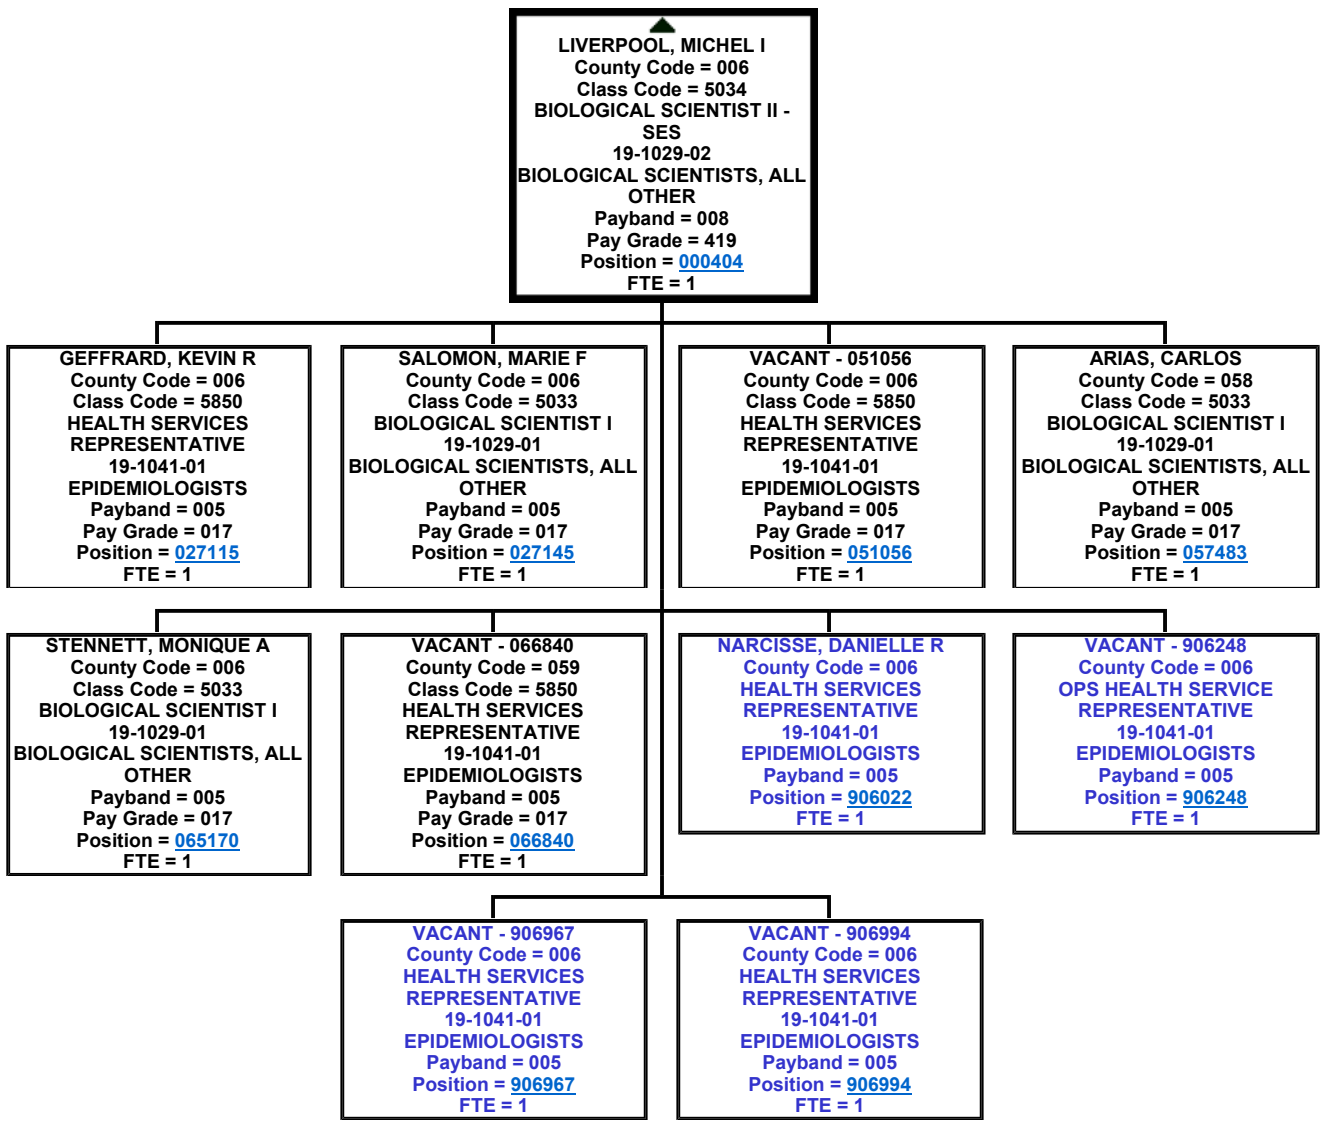 LIVERPOOL, MICHEL I
County Code = 006
Class Code = 5034
BIOLOGICAL SCIENTIST II -
SES
19-1029-02
BIOLOGICAL SCIENTISTS, ALL
OTHER
Payband = 008
Pay Grade = 419
Position = 000404
FTE = 1
GEFFRARD, KEVIN R
County Code = 006
Class Code = 5850
HEALTH SERVICES
REPRESENTATIVE
19-1041-01
EPIDEMIOLOGISTS
Payband = 005
Pay Grade = 017
Position = 027115
FTE = 1
SALOMON, MARIE F
County Code = 006
Class Code = 5033
BIOLOGICAL SCIENTIST I
19-1029-01
BIOLOGICAL SCIENTISTS, ALL
OTHER
Payband = 005
Pay Grade = 017
Position = 027145
FTE = 1
VACANT - 051056
County Code = 006
Class Code = 5850
HEALTH SERVICES
REPRESENTATIVE
19-1041-01
EPIDEMIOLOGISTS
Payband = 005
Pay Grade = 017
Position = 051056
FTE = 1
ARIAS, CARLOS
County Code = 058
Class Code = 5033
BIOLOGICAL SCIENTIST I
19-1029-01
BIOLOGICAL SCIENTISTS, ALL
OTHER
Payband = 005
Pay Grade = 017
Position = 057483
FTE = 1
STENNETT, MONIQUE A
County Code = 006
Class Code = 5033
BIOLOGICAL SCIENTIST I
19-1029-01
BIOLOGICAL SCIENTISTS, ALL
OTHER
Payband = 005
Pay Grade = 017
Position = 065170
FTE = 1
VACANT - 066840
County Code = 059
Class Code = 5850
HEALTH SERVICES
REPRESENTATIVE
19-1041-01
EPIDEMIOLOGISTS
Payband = 005
Pay Grade = 017
Position = 066840
FTE = 1
NARCISSE, DANIELLE R
County Code = 006
HEALTH SERVICES
REPRESENTATIVE
19-1041-01
EPIDEMIOLOGISTS
Payband = 005
Position = 906022
FTE = 1
VACANT - 906248
County Code = 006
OPS HEALTH SERVICE
REPRESENTATIVE
19-1041-01
EPIDEMIOLOGISTS
Payband = 005
Position = 906248
FTE = 1
VACANT - 906967
County Code = 006
HEALTH SERVICES
REPRESENTATIVE
19-1041-01
EPIDEMIOLOGISTS
Payband = 005
Position = 906967
FTE = 1
VACANT - 906994
County Code = 006
HEALTH SERVICES
REPRESENTATIVE
19-1041-01
EPIDEMIOLOGISTS
Payband = 005
Position = 906994
FTE = 1